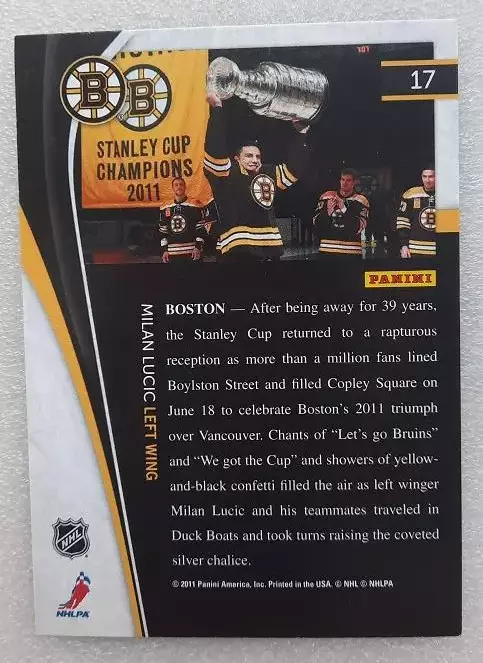 17
B
B
STANLEY CUP
CHAMPIONS
2011
PANINI
MILAN LUCIC LEFT WING
BOSTON — After being away for 39 years,
the Stanley Cup returned to a rapturous
reception as more than a million fans lined
Boylston Street and filled Copley Square on
June 18 to celebrate Boston's 2011 triumph
over Vancouver. Chants of “Let's go Bruins”
and “We got the Cup” and showers of yellow-
and-black confetti filled the air as left winger
Milan Lucic and his teammates traveled in
Duck Boats and took turns raising the coveted
silver chalice.
© 2011 Panini America, Inc. Printed in the USA. © NHL © NHLPA
NHL
NHLPA